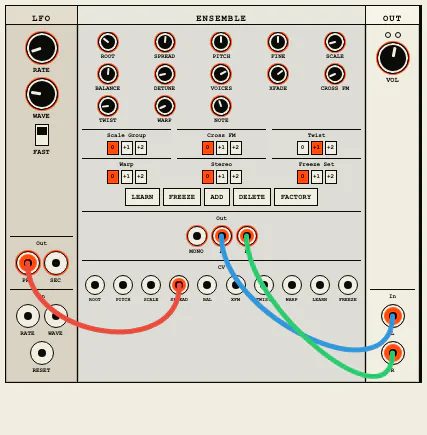 LFO
ENSEMBLE
OUT
RATE
WAVE
FAST
ROOT SPREAD PITCH FINE SCALE
BALANCE DETUNE VOICES XFADE CROSS FM
TWIST WARP NOTE
VOL
Scale Group Cross FM Twist
0 +1 +2 0 +1 +2 0 +1 +2
Warp Stereo Freeze Set
0 +1 +2 0 +1 +2 0 +1 +2
LEARN FREEZE ADD DELETE FACTORY
Out
MONO
CV
ROOT PITCH SCALE BAL XFM WARP LEARN FREEZE
Out
SEC
RATE WAVE
RESET
In
R